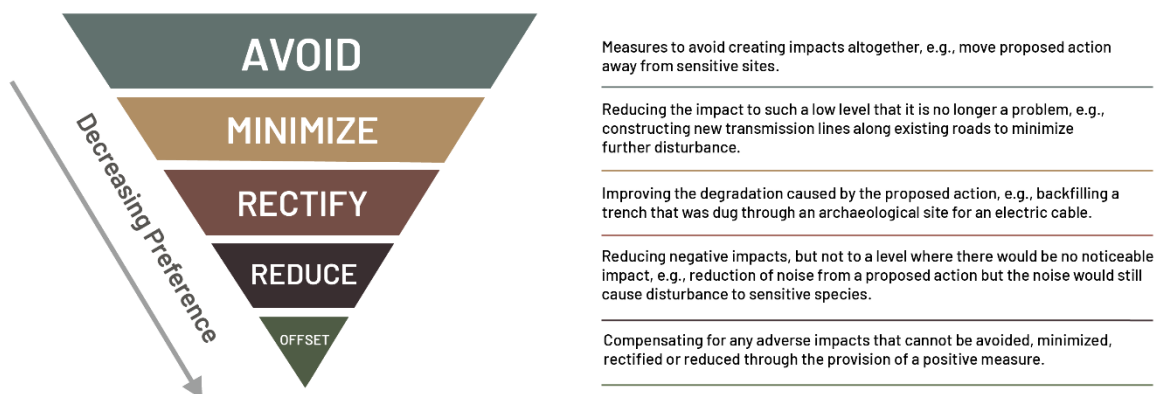 AVOID
Measures to avoid creating impacts altogether, e.g., move proposed action
away from sensitive sites.
MINIMIZE
Reducing the impact to such a low level that it is no longer a problem, e.g.,
constructing new transmission lines along existing roads to minimize
further disturbance.
RECTIFY
Improving the degradation caused by the proposed action, e.g., backfilling a
trench that was dug through an archaeological site for an electric cable.
REDUCE
Reducing negative impacts, but not to a level where there would be no noticeable
impact, e.g., reduction of noise from a proposed action but the noise would still
cause disturbance to sensitive species.
OFFSET
Compensating for any adverse impacts that cannot be avoided, minimized,
rectified or reduced through the provision of a positive measure.
Decreasing Preference